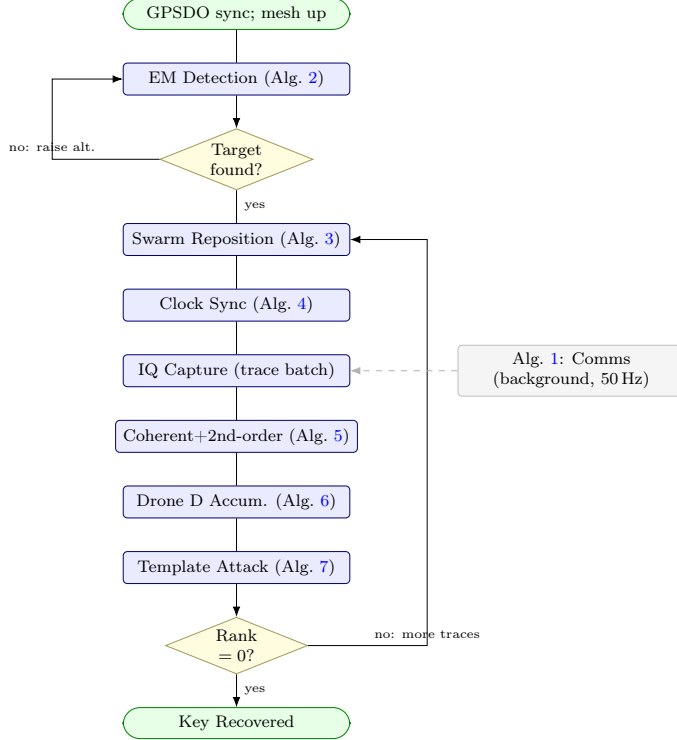 GPSDO sync; mesh up
EM Detection (Alg. 2)
Target
found?
no: raise alt.
yes
Swarm Reposition (Alg. 3)
Clock Sync (Alg. 4)
IQ Capture (trace batch)
Alg. 1: Comms
(background, 50 Hz)
Coherent+2nd-order (Alg. 5)
Drone D Accum. (Alg. 6)
Template Attack (Alg. 7)
Rank
= 0?
no: more traces
yes
Key Recovered